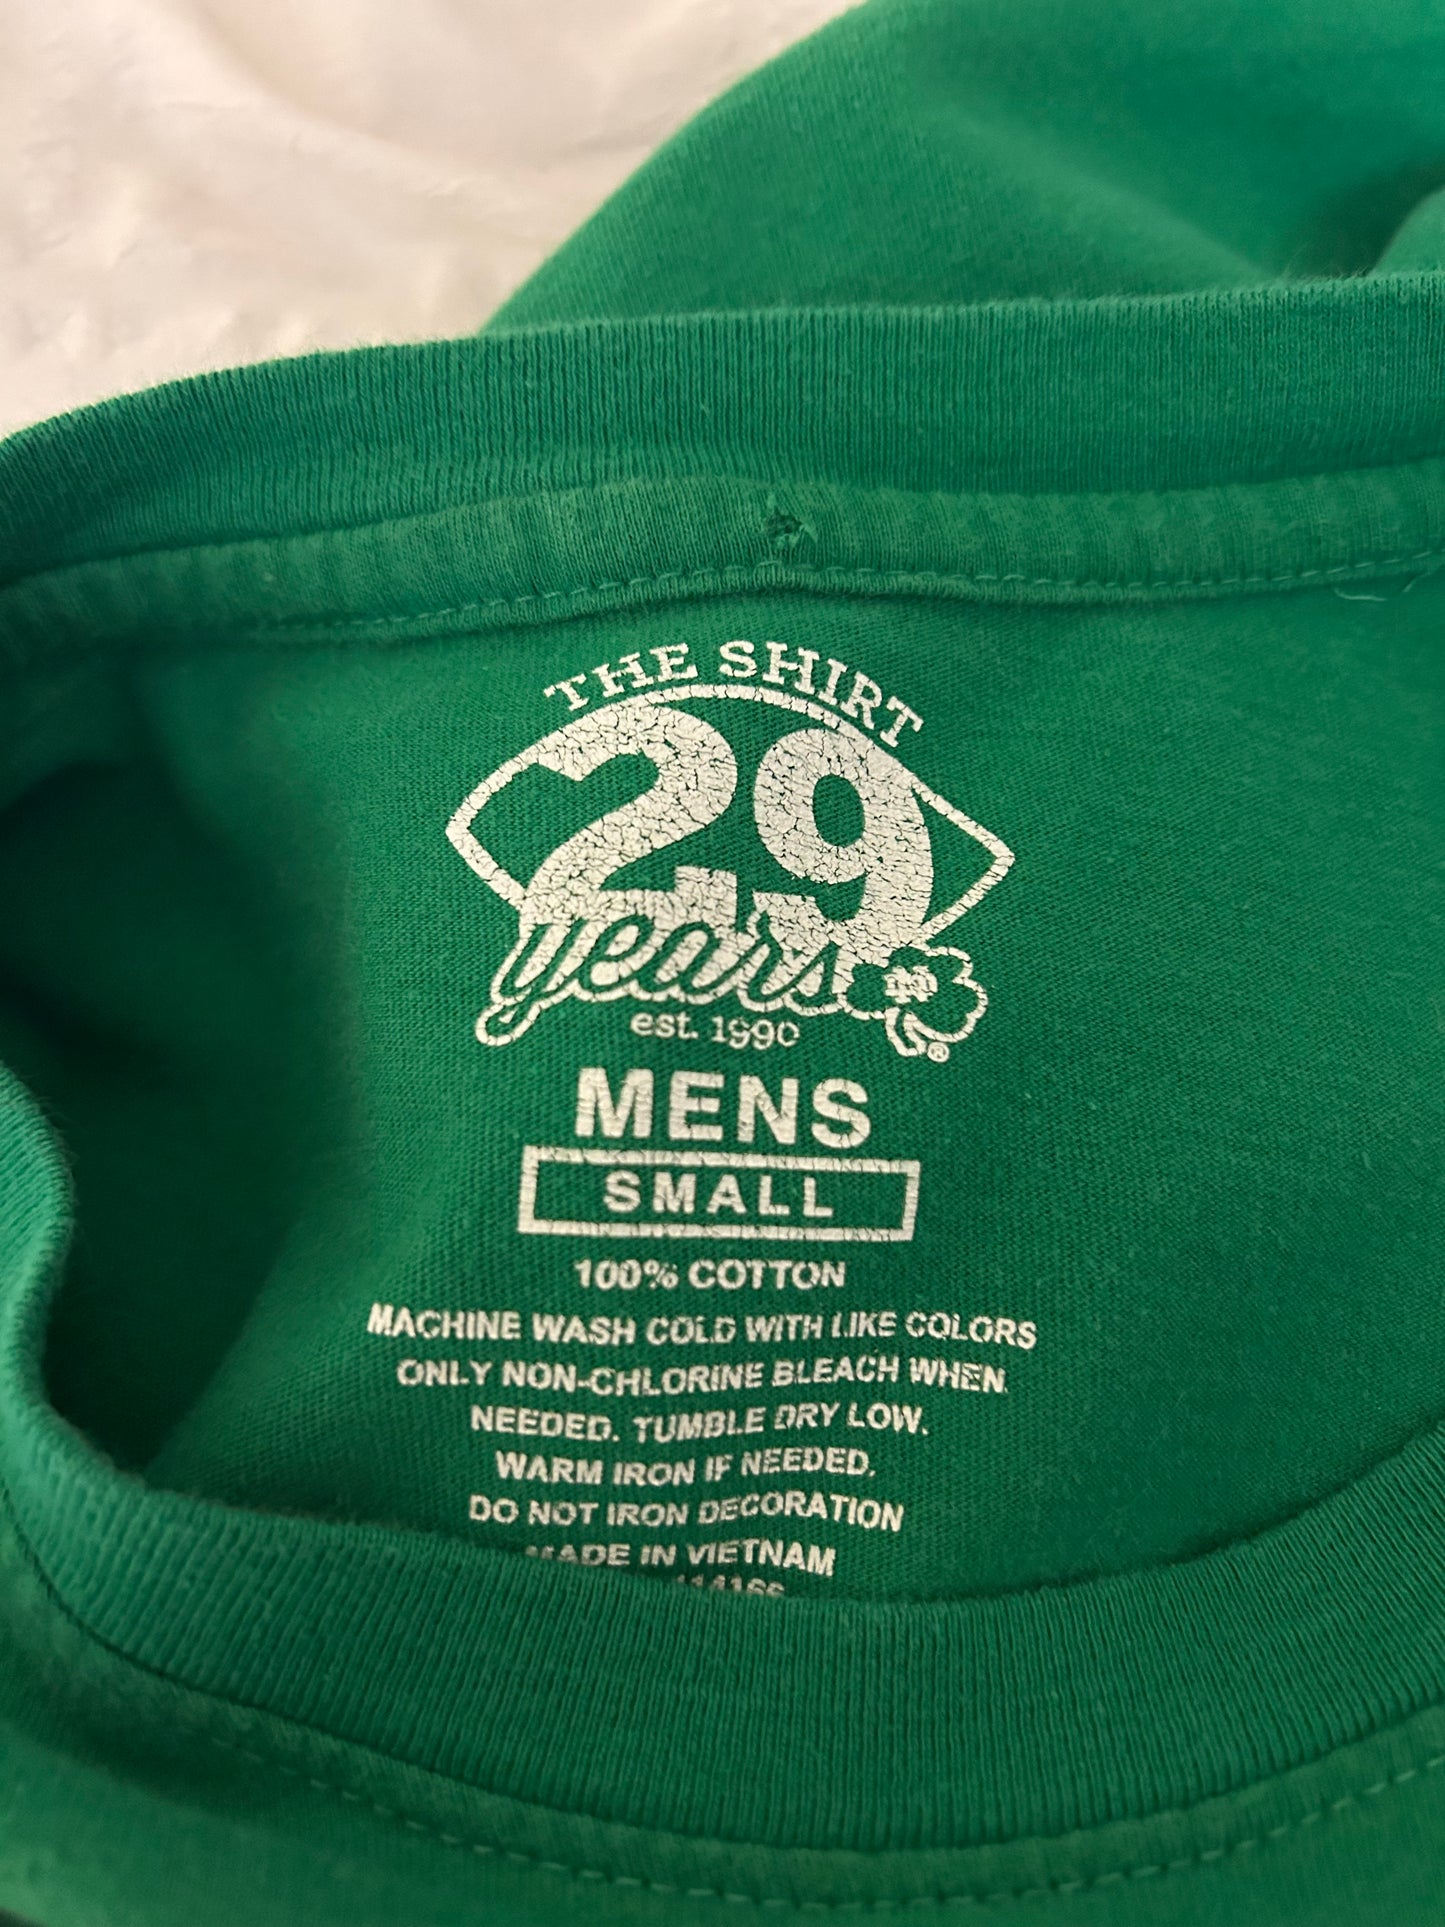 THE SHIRT
29
years
ND
®
est. 1990
MENS
SMALL
100% COTTON
MACHINE WASH COLD WITH LIKE COLORS
ONLY NON-CHLORINE BLEACH WHEN
NEEDED. TUMBLE DRY LOW.
WARM IRON IF NEEDED.
DO NOT IRON DECORATION
MADE IN VIETNAM